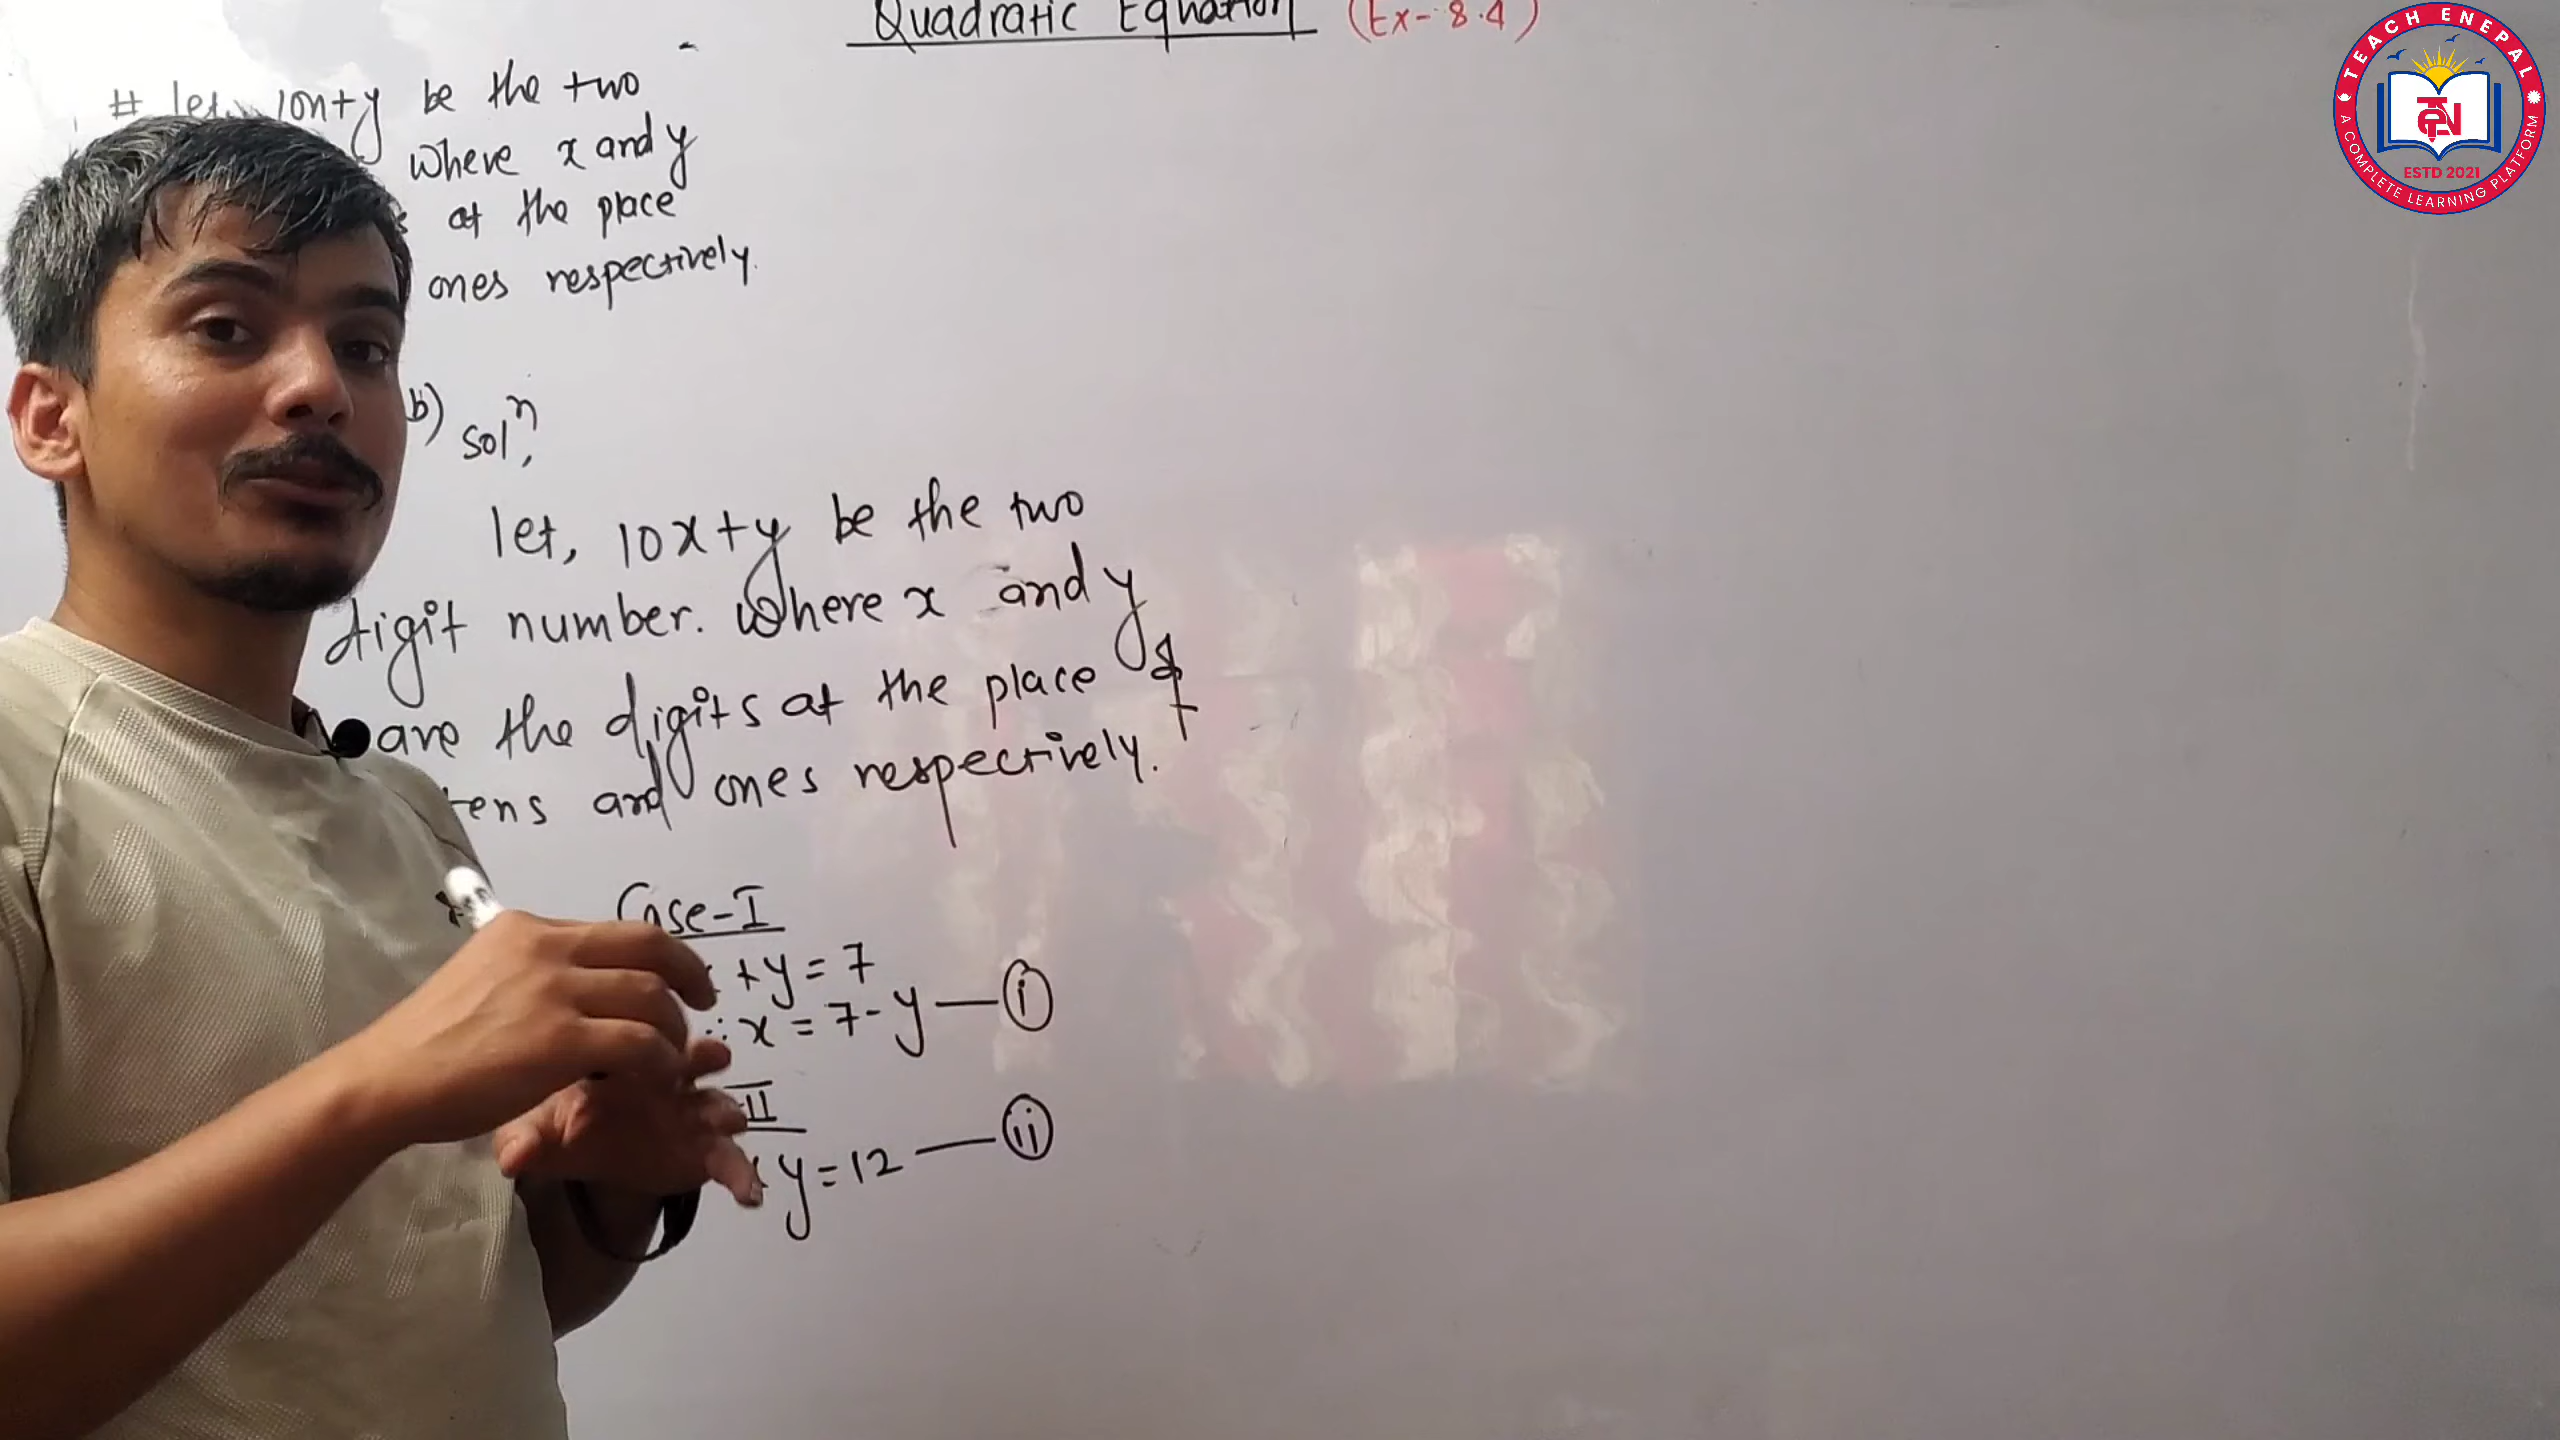 Quadratic Equation (Ex-8.4)
# let, 10x+y be the two
where x and y
at the place
ones respectively.
b) solⁿ,
let, 10x+y be the two
digit number. Where x and y
are the digits at the place of
tens and ones respectively.
Case-I
x+y=7
∴x=7-y — (i)
II
y=12 — (ii)
TEACH ENEPAL
ESTD 2021
A COMPLETE LEARNING PLATFORM